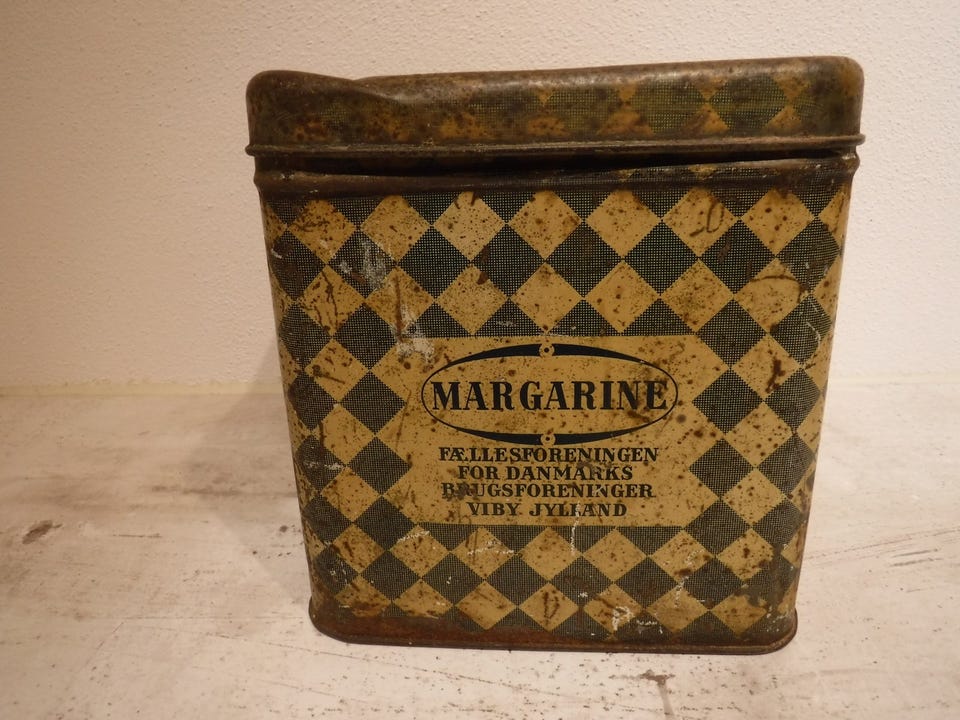 MARGARINE
FÆLLESFORENINGEN
FOR DANMARKS
BRUGSFORENINGER
VIBY JYLLAND